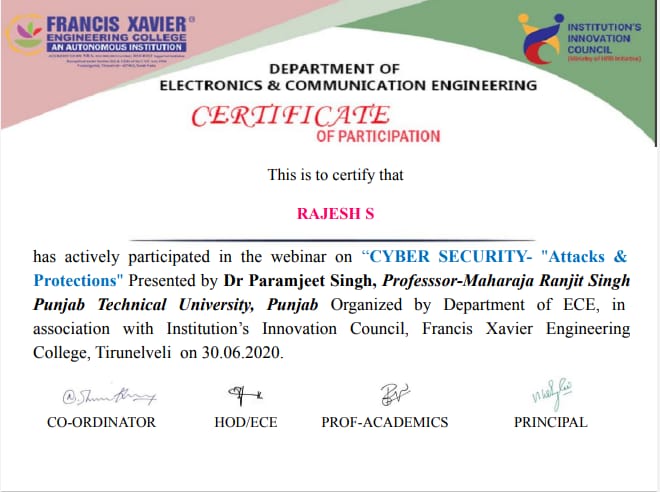 FRANCIS XAVIER ®
ENGINEERING COLLEGE
AN AUTONOMOUS INSTITUTION
INSTITUTION'S
INNOVATION
COUNCIL
(Ministry of HRD Initiative)
DEPARTMENT OF
ELECTRONICS & COMMUNICATION ENGINEERING
CERTIFICATE
OF PARTICIPATION
This is to certify that
RAJESH S
has actively participated in the webinar on “CYBER SECURITY- "Attacks &
Protections" Presented by Dr Paramjeet Singh, Professsor-Maharaja Ranjit Singh
Punjab Technical University, Punjab Organized by Department of ECE, in
association with Institution’s Innovation Council, Francis Xavier Engineering
College, Tirunelveli on 30.06.2020.
CO-ORDINATOR HOD/ECE PROF-ACADEMICS PRINCIPAL